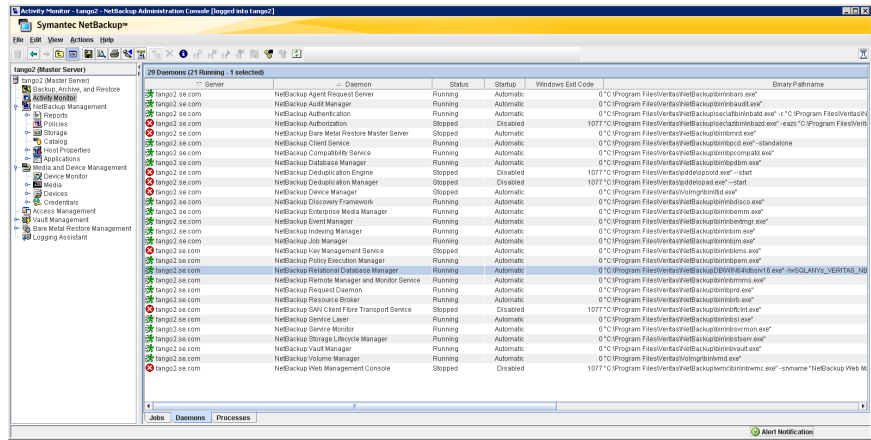 Activity Monitor - tango2 - NetBackup Administration Console [logged into tango2]
Symantec NetBackup™
File Edit View Actions Help
tango2 (Master Server)
tango2 (Master Server)
Backup, Archive, and Restore
Activity Monitor
NetBackup Management
Reports
Policies
Storage
Catalog
Host Properties
Applications
Media and Device Management
Device Monitor
Media
Devices
Credentials
Access Management
Vault Management
Bare Metal Restore Management
Logging Assistant
29 Daemons (21 Running - 1 selected)
Server Daemon Status Startup Windows Exit Code Binary Pathname
tango2.se.com NetBackup Agent Request Server Running Automatic 0 "C:\Program Files\Veritas\NetBackup\bin\nbars.exe"
tango2.se.com NetBackup Audit Manager Running Automatic 0 "C:\Program Files\Veritas\NetBackup\bin\nbaudit.exe"
tango2.se.com NetBackup Authentication Running Automatic 0 "C:\Program Files\Veritas\NetBackup\sec\at\bin\nbatd.exe" -c "C:\Program Files\Veritas\N
tango2.se.com NetBackup Authorization Stopped Disabled 1077 "C:\Program Files\Veritas\NetBackup\sec\az\bin\nbazd.exe" -eazs "C:\Program Files\Verit
tango2.se.com NetBackup Bare Metal Restore Master Server Stopped Automatic 0 "C:\Program Files\Veritas\NetBackup\bin\bmrd.exe"
tango2.se.com NetBackup Client Service Running Automatic 0 "C:\Program Files\Veritas\NetBackup\bin\bpcd.exe" -standalone
tango2.se.com NetBackup Compatibility Service Running Automatic 0 "C:\Program Files\Veritas\NetBackup\bin\bpcompatd.exe"
tango2.se.com NetBackup Database Manager Running Automatic 0 "C:\Program Files\Veritas\NetBackup\bin\bpdbm.exe"
tango2.se.com NetBackup Deduplication Engine Stopped Disabled 1077 "C:\Program Files\Veritas\pdde\spoold.exe" --start
tango2.se.com NetBackup Deduplication Manager Stopped Disabled 1077 "C:\Program Files\Veritas\pdde\spad.exe" --start
tango2.se.com NetBackup Device Manager Running Automatic 0 "C:\Program Files\Veritas\Volmgr\bin\ltid.exe"
tango2.se.com NetBackup Discovery Framework Running Automatic 0 "C:\Program Files\Veritas\NetBackup\bin\nbdisco.exe"
tango2.se.com NetBackup Enterprise Media Manager Running Automatic 0 "C:\Program Files\Veritas\NetBackup\bin\nbemm.exe"
tango2.se.com NetBackup Event Manager Running Automatic 0 "C:\Program Files\Veritas\NetBackup\bin\nbevtmgr.exe"
tango2.se.com NetBackup Indexing Manager Running Automatic 0 "C:\Program Files\Veritas\NetBackup\bin\nbim.exe"
tango2.se.com NetBackup Job Manager Running Automatic 0 "C:\Program Files\Veritas\NetBackup\bin\nbjm.exe"
tango2.se.com NetBackup Key Management Service Stopped Automatic 0 "C:\Program Files\Veritas\NetBackup\bin\nbkms.exe"
tango2.se.com NetBackup Policy Execution Manager Running Automatic 0 "C:\Program Files\Veritas\NetBackup\bin\nbpem.exe"
tango2.se.com NetBackup Relational Database Manager Running Automatic 0 "C:\Program Files\Veritas\NetBackupDB\WIN64\dbsrv16.exe" -hvSQLANYs_VERITAS_NB
tango2.se.com NetBackup Remote Manager and Monitor Service Running Automatic 0 "C:\Program Files\Veritas\NetBackup\bin\nbrmms.exe"
tango2.se.com NetBackup Request Daemon Running Automatic 0 "C:\Program Files\Veritas\NetBackup\bin\bprd.exe"
tango2.se.com NetBackup Resource Broker Running Automatic 0 "C:\Program Files\Veritas\NetBackup\bin\nbrb.exe"
tango2.se.com NetBackup SAN Client Fibre Transport Service Stopped Disabled 1077 "C:\Program Files\Veritas\NetBackup\bin\nbftclnt.exe"
tango2.se.com NetBackup Service Layer Running Automatic 0 "C:\Program Files\Veritas\NetBackup\bin\nbsl.exe"
tango2.se.com NetBackup Service Monitor Running Automatic 0 "C:\Program Files\Veritas\NetBackup\bin\nbsvcmon.exe"
tango2.se.com NetBackup Storage Lifecycle Manager Running Automatic 0 "C:\Program Files\Veritas\NetBackup\bin\nbstserv.exe"
tango2.se.com NetBackup Vault Manager Running Automatic 0 "C:\Program Files\Veritas\NetBackup\bin\nbvault.exe"
tango2.se.com NetBackup Volume Manager Running Automatic 0 "C:\Program Files\Veritas\Volmgr\bin\vmd.exe"
tango2.se.com NetBackup Web Management Console Stopped Disabled 1077 "C:\Program Files\Veritas\NetBackup\wmc\bin\nbwmc.exe" -srvname "NetBackup Web Ma
Jobs Daemons Processes
Alert Notification